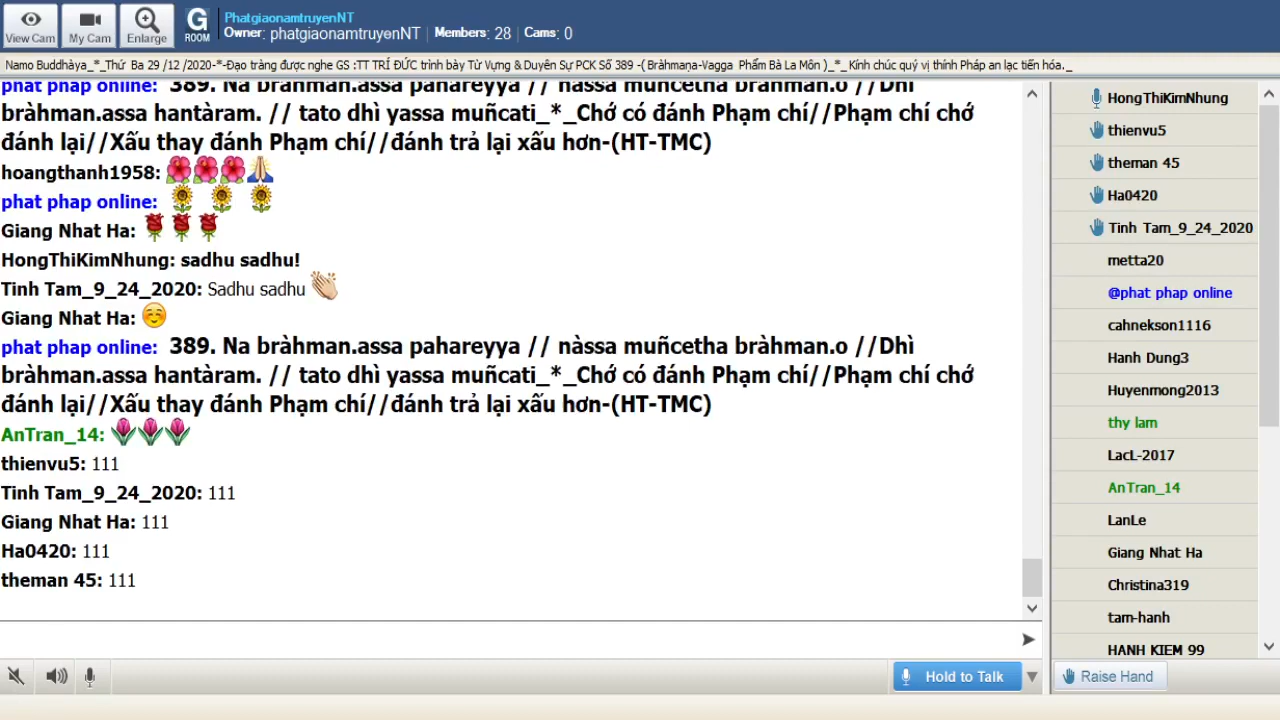 View Cam
My Cam
Enlarge
G
ROOM
PhatgiaonamtruyenNT
Owner: phatgiaonamtruyenNT | Members: 28 | Cams: 0
Namo Buddhàya_*_Thứ Ba 29 /12 /2020-*-Đạo tràng được nghe GS :TT TRÍ ĐỨC trình bày Từ Vựng & Duyên Sự PCK Số 389 -( Bràhmaṇa-Vagga Phẩm Bà La Môn )_*_ Kính chúc quý vị thính Pháp an lạc tiến hóa._
phat phap online: 389. Na bràhman.assa pahareyya // nàssa muñcetha bràhman.o //Dhì
bràhman.assa hantàram. // tato dhì yassa muñcati_*_Chớ có đánh Phạm chí//Phạm chí chớ
đánh lại//Xấu thay đánh Phạm chí//đánh trả lại xấu hơn-(HT-TMC)
hoangthanh1958:
phat phap online:
Giang Nhat Ha:
HongThiKimNhung: sadhu sadhu!
Tinh Tam_9_24_2020: Sadhu sadhu
Giang Nhat Ha:
phat phap online: 389. Na bràhman.assa pahareyya // nàssa muñcetha bràhman.o //Dhì
bràhman.assa hantàram. // tato dhì yassa muñcati_*_Chớ có đánh Phạm chí//Phạm chí chớ
đánh lại//Xấu thay đánh Phạm chí//đánh trả lại xấu hơn-(HT-TMC)
AnTran_14:
thienvu5: 111
Tinh Tam_9_24_2020: 111
Giang Nhat Ha: 111
Ha0420: 111
theman 45: 111
Hold to Talk
HongThiKimNhung
thienvu5
theman 45
Ha0420
Tinh Tam_9_24_2020
metta20
@phat phap online
cahnekson1116
Hanh Dung3
Huyenmong2013
thy lam
LacL-2017
AnTran_14
LanLe
Giang Nhat Ha
Christina319
tam-hanh
HANH KIEM 99
Raise Hand